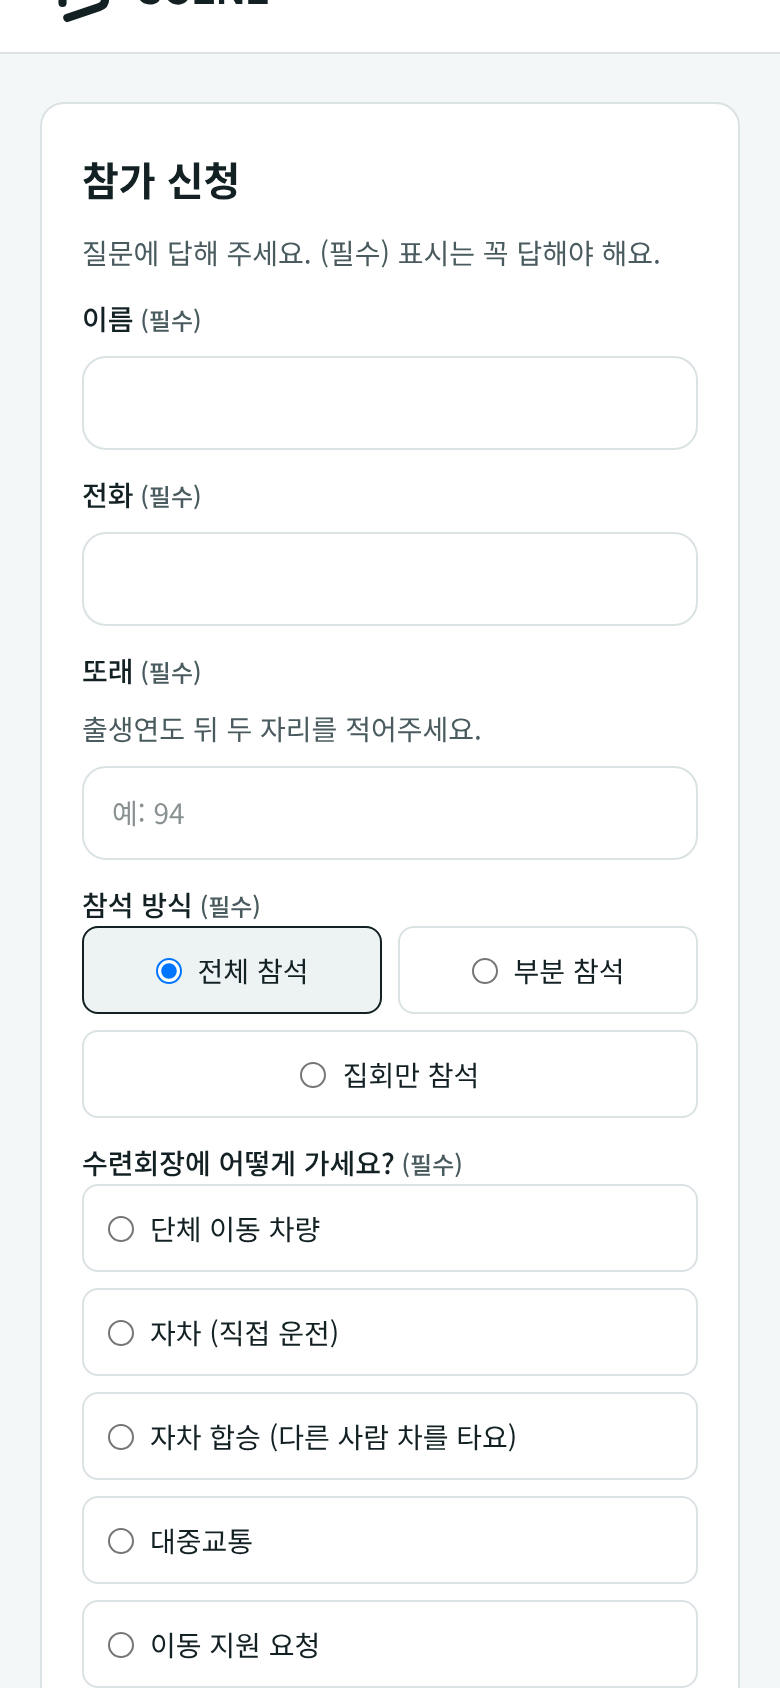 참가 신청
질문에 답해 주세요. (필수) 표시는 꼭 답해야 해요.
이름 (필수)
전화 (필수)
또래 (필수)
출생연도 뒤 두 자리를 적어주세요.
예: 94
참석 방식 (필수)
전체 참석
부분 참석
집회만 참석
수련회장에 어떻게 가세요? (필수)
단체 이동 차량
자차 (직접 운전)
자차 합승 (다른 사람 차를 타요)
대중교통
이동 지원 요청